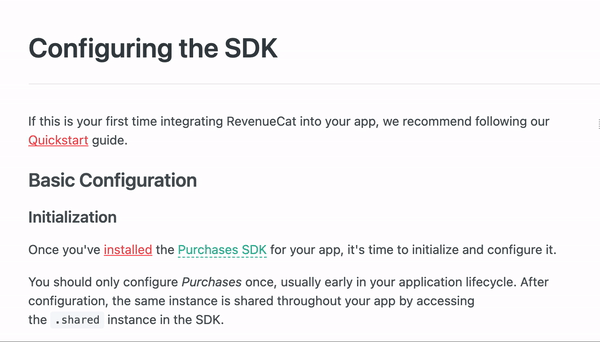 Configuring the SDK
If this is your first time integrating RevenueCat into your app, we recommend following our
Quickstart guide.
Basic Configuration
Initialization
Once you've installed the Purchases SDK for your app, it's time to initialize and configure it.
You should only configure Purchases once, usually early in your application lifecycle. After
configuration, the same instance is shared throughout your app by accessing
the .shared instance in the SDK.